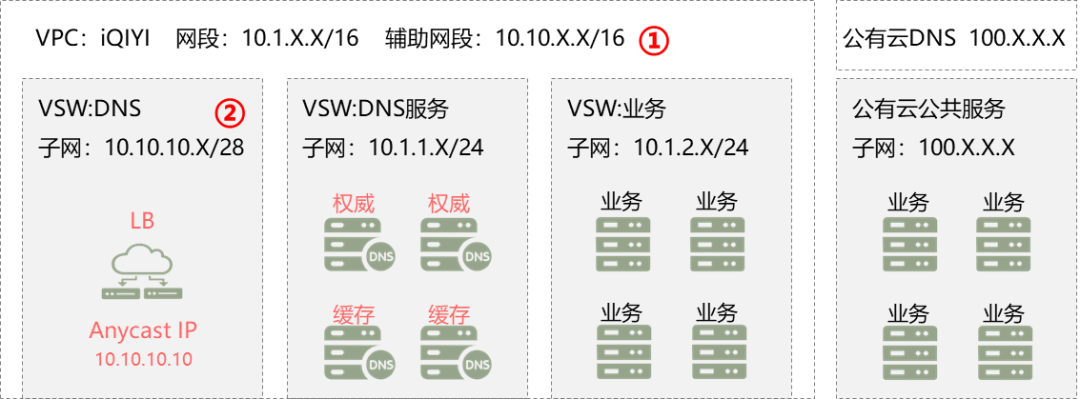 VPC：iQIYI 网段：10.1.X.X/16 辅助网段：10.10.X.X/16 ①
公有云DNS 100.X.X.X
VSW:DNS ②
子网：10.10.10.X/28
LB
Anycast IP
10.10.10.10
VSW:DNS服务
子网：10.1.1.X/24
权威 权威
DNS DNS
缓存 缓存
DNS DNS
VSW:业务
子网：10.1.2.X/24
业务 业务
业务 业务
公有云公共服务
子网：100.X.X.X
业务 业务
业务 业务